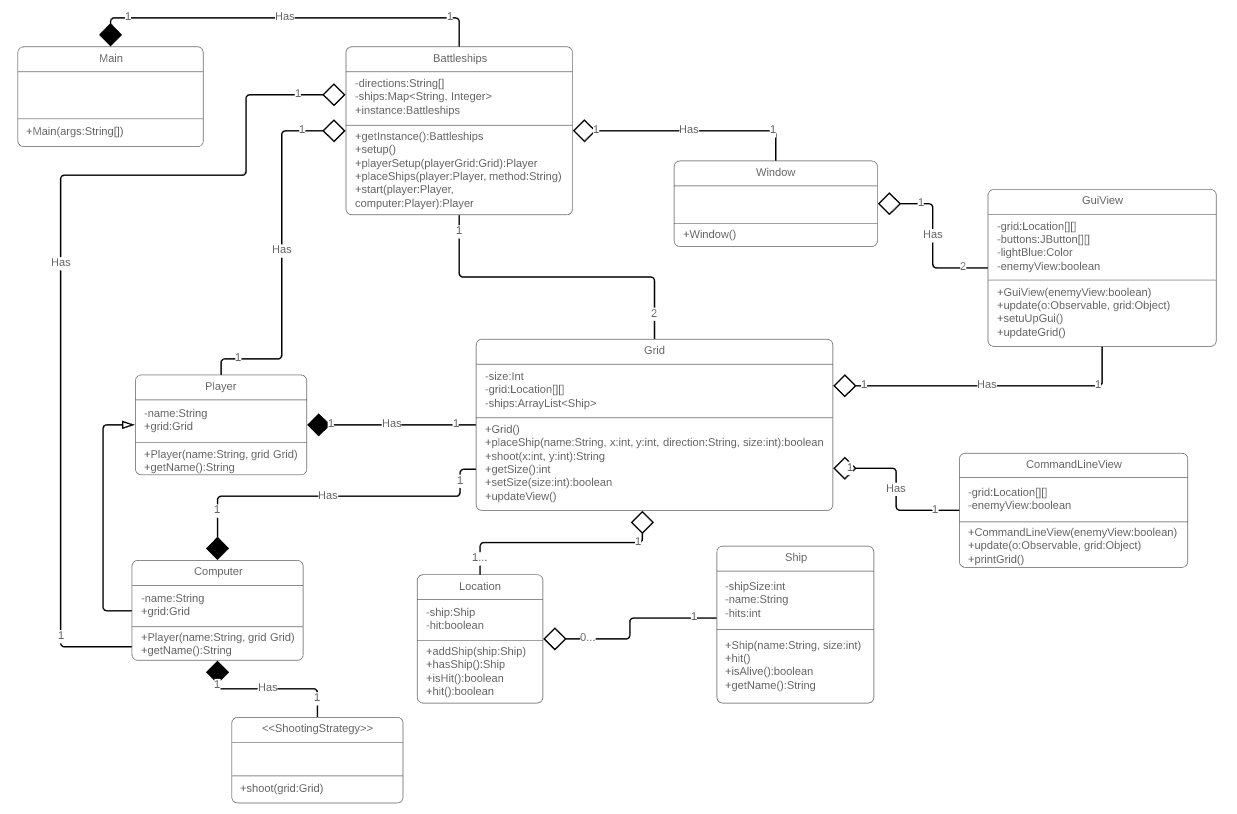 1
Has
1
Main
+Main(args:String[])
Battleships
-directions:String[]
-ships:Map<String, Integer>
+instance:Battleships
+getInstance():Battleships
+setup()
+playerSetup(playerGrid:Grid):Player
+placeShips(player:Player, method:String)
+start(player:Player,
computer:Player):Player
1
1
1
Has
1
Window
+Window()
1
Has
2
GuiView
-grid:Location[][]
-buttons:JButton[][]
-lightBlue:Color
-enemyView:boolean
+GuiView(enemyView:boolean)
+update(o:Observable, grid:Object)
+setuUpGui()
+updateGrid()
Has
Has
1
2
1
Player
-name:String
+grid:Grid
+Player(name:String, grid Grid)
+getName():String
1
Has
1
Grid
-size:Int
-grid:Location[][]
-ships:ArrayList<Ship>
+Grid()
+placeShip(name:String, x:int, y:int, direction:String, size:int):boolean
+shoot(x:int, y:int):String
+getSize():int
+setSize(size:int):boolean
+updateView()
1
Has
1
1
Has
1
CommandLineView
-grid:Location[][]
-enemyView:boolean
+CommandLineView(enemyView:boolean)
+update(o:Observable, grid:Object)
+printGrid()
1
Has
1
1
1...
Computer
-name:String
+grid:Grid
+Player(name:String, grid Grid)
+getName():String
1
Location
-ship:Ship
-hit:boolean
+addShip(ship:Ship)
+hasShip():Ship
+isHit():boolean
+hit():boolean
0...
1
Ship
-shipSize:int
-name:String
-hits:int
+Ship(name:String, size:int)
+hit()
+isAlive():boolean
+getName():String
1
Has
1
<<ShootingStrategy>>
+shoot(grid:Grid)